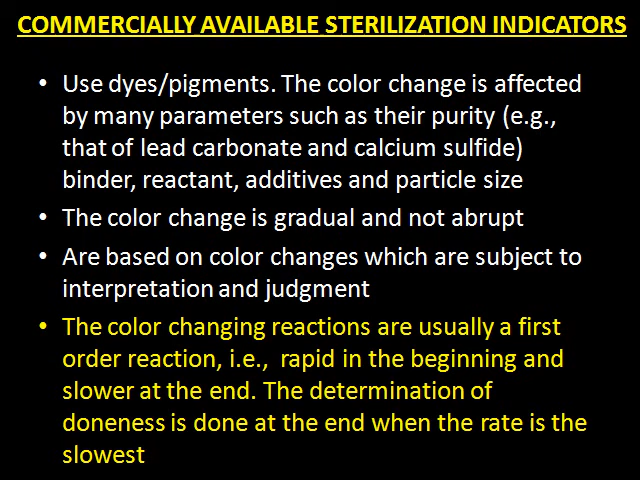 COMMERCIALLY AVAILABLE STERILIZATION INDICATORS
• Use dyes/pigments. The color change is affected
by many parameters such as their purity (e.g.,
that of lead carbonate and calcium sulfide)
binder, reactant, additives and particle size
• The color change is gradual and not abrupt
• Are based on color changes which are subject to
interpretation and judgment
• The color changing reactions are usually a first
order reaction, i.e.,  rapid in the beginning and
slower at the end. The determination of
doneness is done at the end when the rate is the
slowest